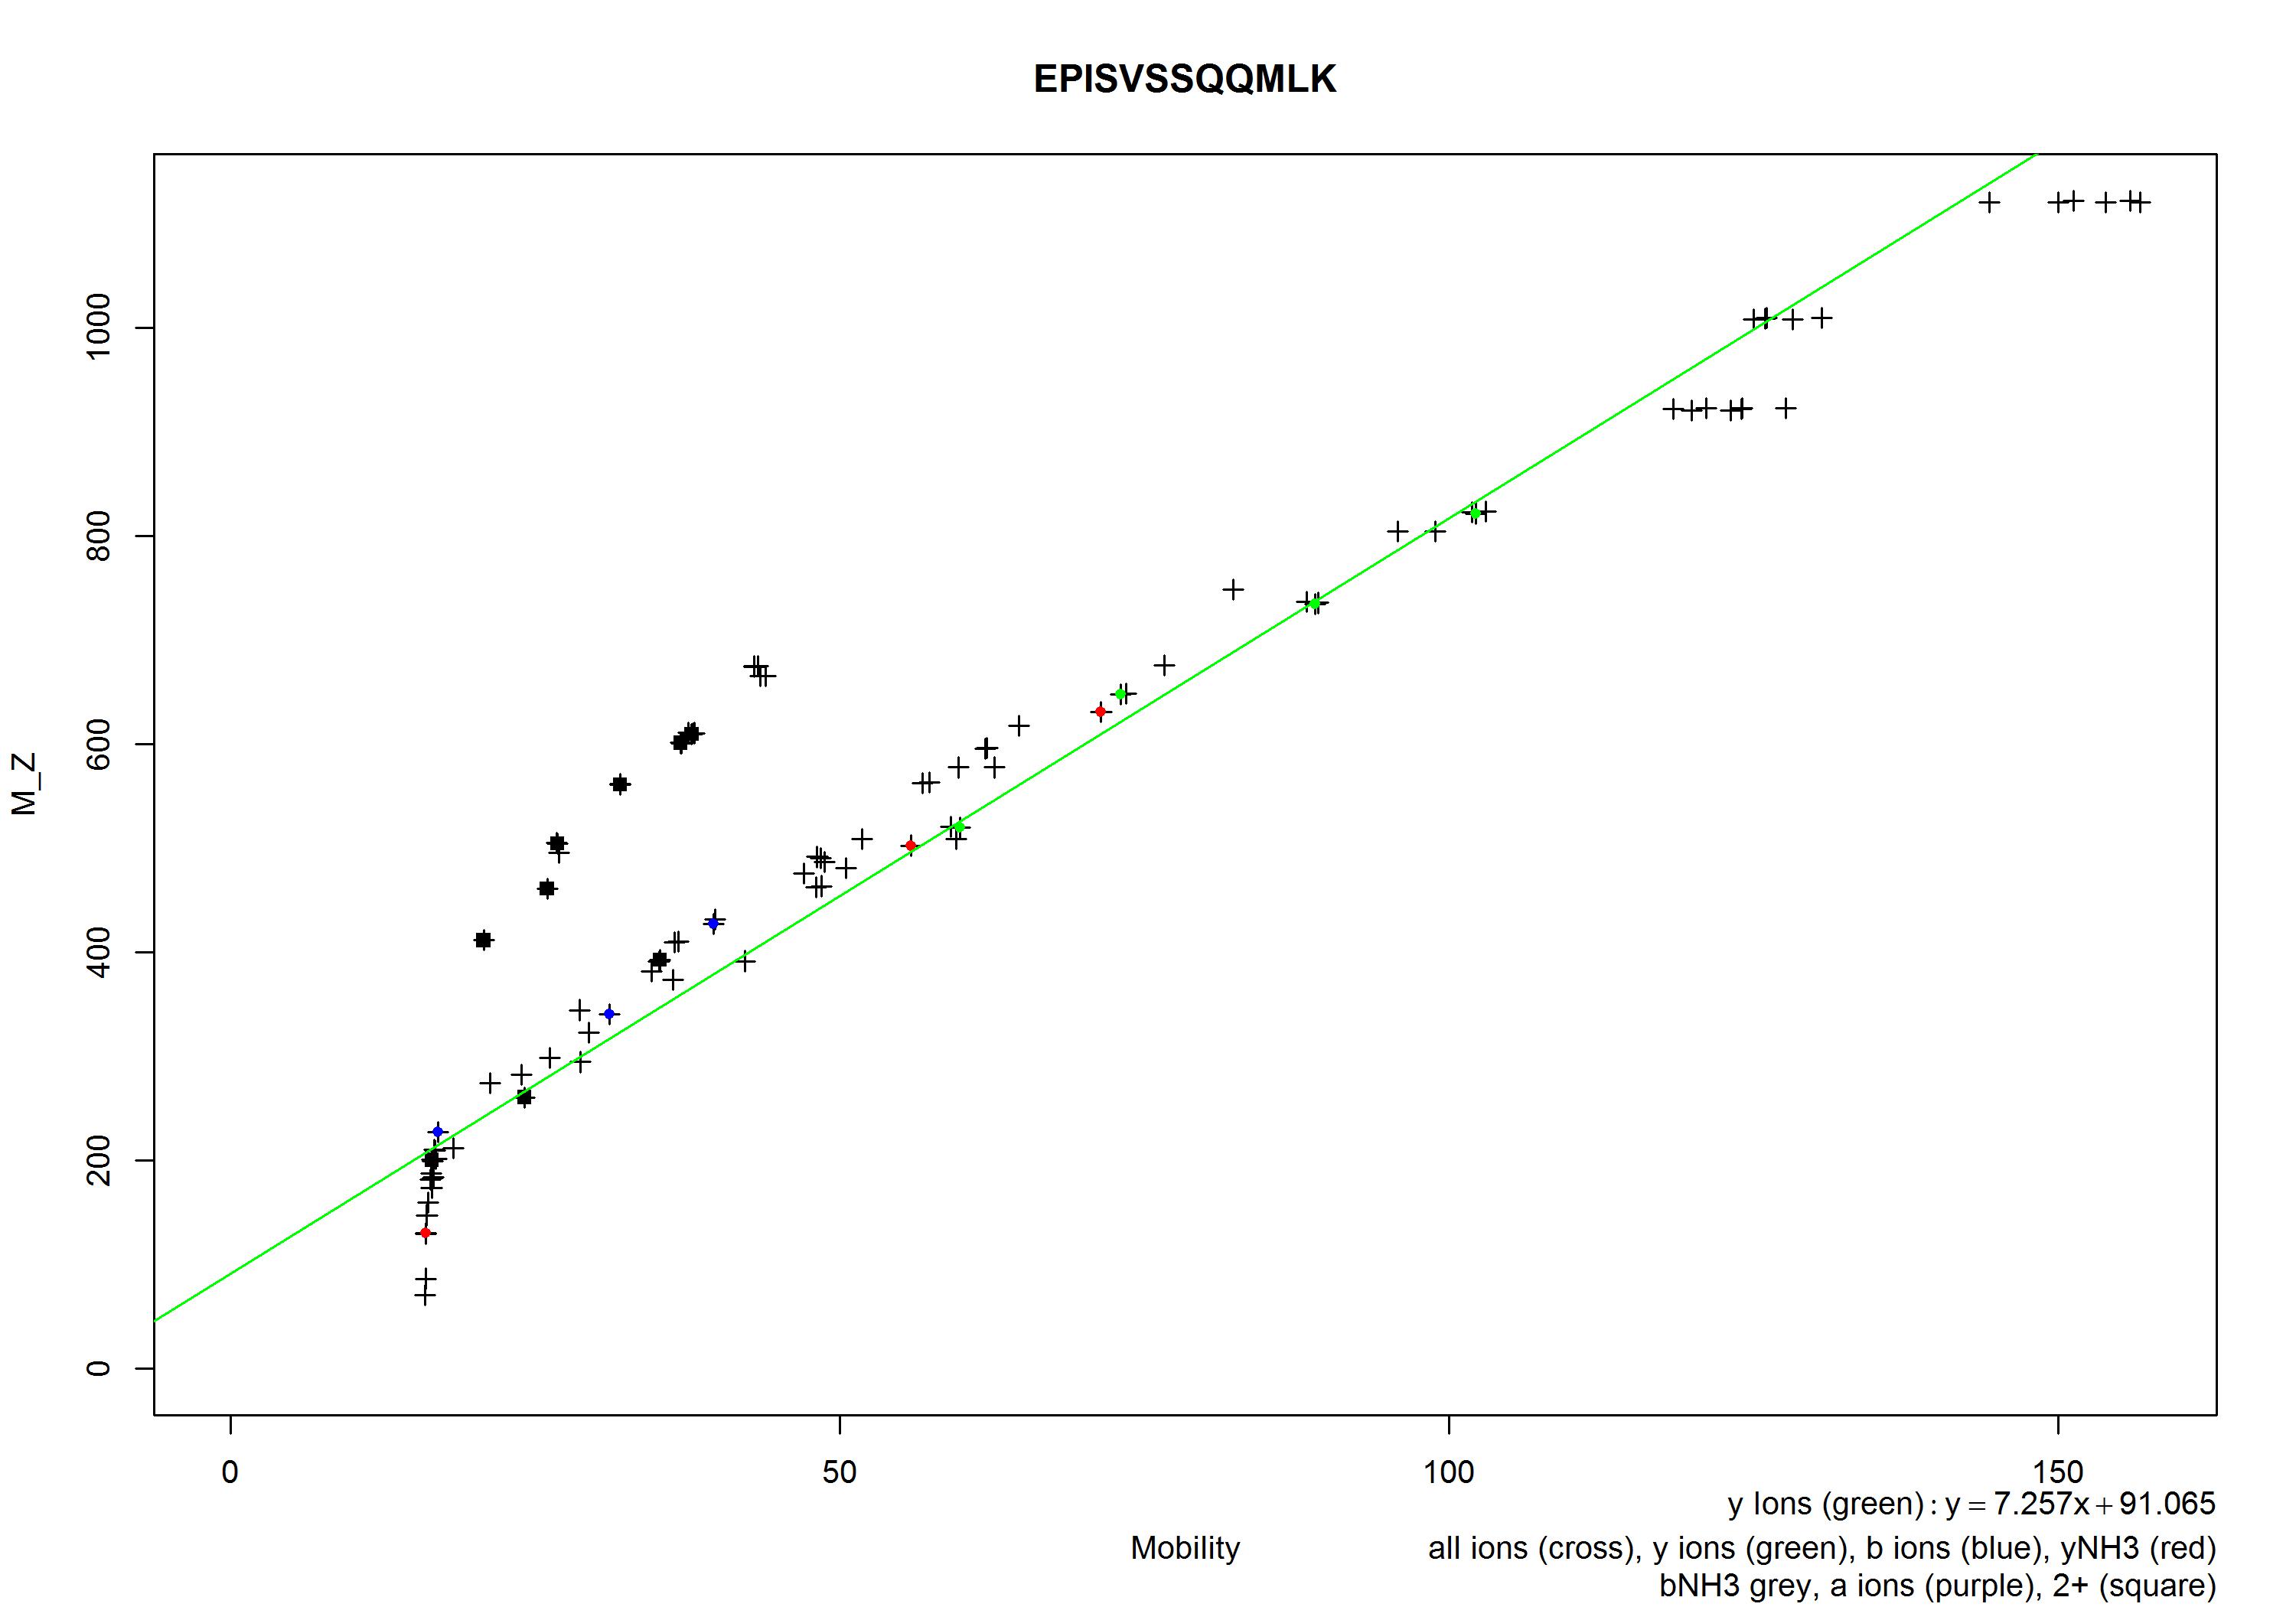 EPISVSSQQMLK
M_Z
1000
800
600
400
200
0
0 50 100 150
y Ions (green) : y = 7.257x + 91.065
Mobility all ions (cross), y ions (green), b ions (blue), yNH3 (red)
bNH3 grey, a ions (purple), 2+ (square)